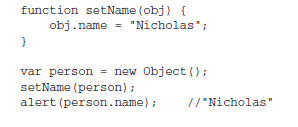 function setName(obj) {
    obj.name = "Nicholas";
}
var person = new Object();
setName(person);
alert(person.name);    //"Nicholas"